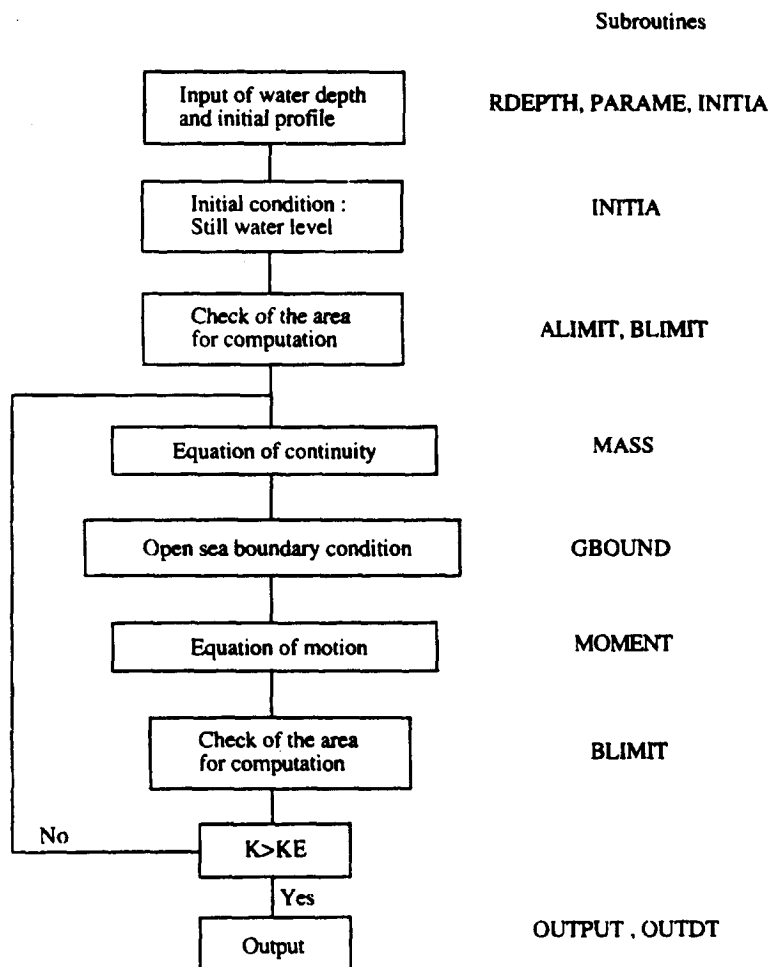 Subroutines
Input of water depth
and initial profile
RDEPTH, PARAME, INITIA
Initial condition :
Still water level
INITIA
Check of the area
for computation
ALIMIT, BLIMIT
Equation of continuity
MASS
Open sea boundary condition
GBOUND
Equation of motion
MOMENT
Check of the area
for computation
BLIMIT
No
K>KE
Yes
Output
OUTPUT , OUTDT